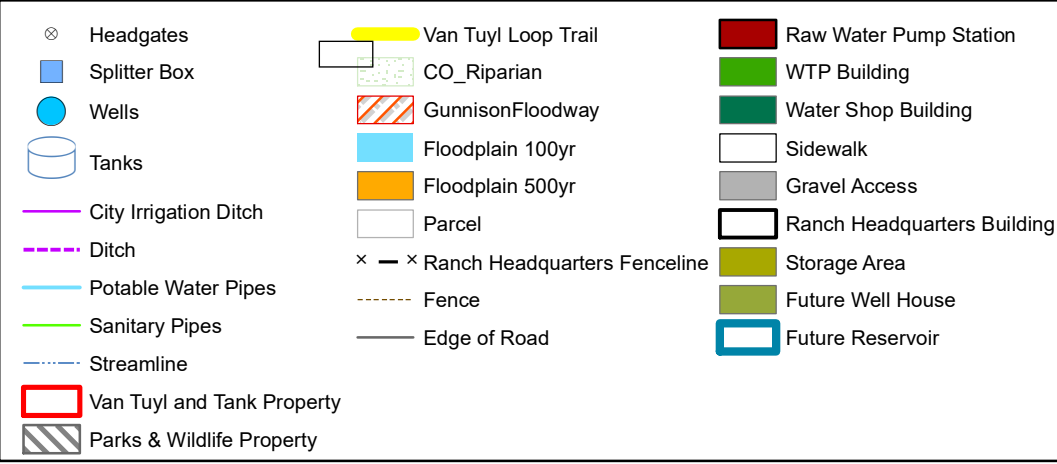 Headgates
Splitter Box
Wells
Tanks
City Irrigation Ditch
Ditch
Potable Water Pipes
Sanitary Pipes
Streamline
Van Tuyl and Tank Property
Parks & Wildlife Property
Van Tuyl Loop Trail
CO_Riparian
GunnisonFloodway
Floodplain 100yr
Floodplain 500yr
Parcel
Ranch Headquarters Fenceline
Fence
Edge of Road
Raw Water Pump Station
WTP Building
Water Shop Building
Sidewalk
Gravel Access
Ranch Headquarters Building
Storage Area
Future Well House
Future Reservoir